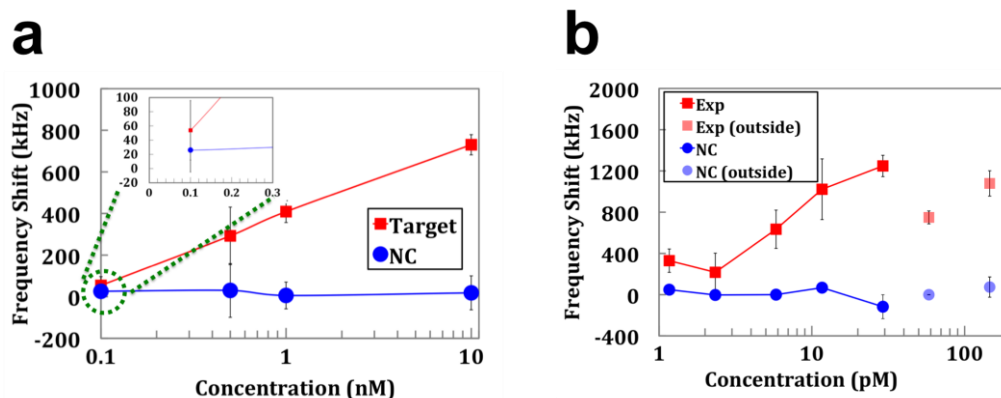 a
1000
800
600
400
200
0
-200
Frequency Shift (kHz)
100
80
60
40
20
0
-20
0 0.1 0.2 0.3
Target
NC
0.1 1 10
Concentration (nM)
b
2000
1600
1200
800
400
0
-400
Frequency Shift (kHz)
Exp
Exp (outside)
NC
NC (outside)
1 10 100
Concentration (pM)